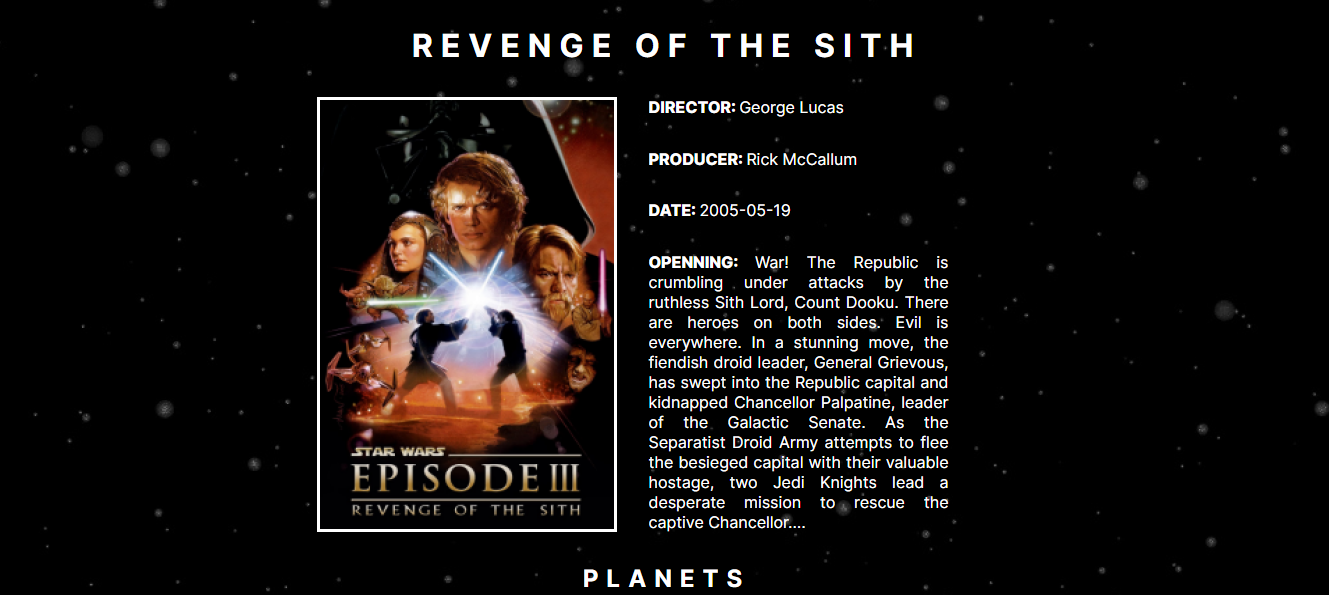 REVENGE OF THE SITH
STAR WARS
EPISODE III
REVENGE OF THE SITH
DIRECTOR: George Lucas
PRODUCER: Rick McCallum
DATE: 2005-05-19
OPENNING: War! The Republic is
crumbling under attacks by the
ruthless Sith Lord, Count Dooku. There
are heroes on both sides. Evil is
everywhere. In a stunning move, the
fiendish droid leader, General Grievous,
has swept into the Republic capital and
kidnapped Chancellor Palpatine, leader
of the Galactic Senate. As the
Separatist Droid Army attempts to flee
the besieged capital with their valuable
hostage, two Jedi Knights lead a
desperate mission to rescue the
captive Chancellor....
PLANETS